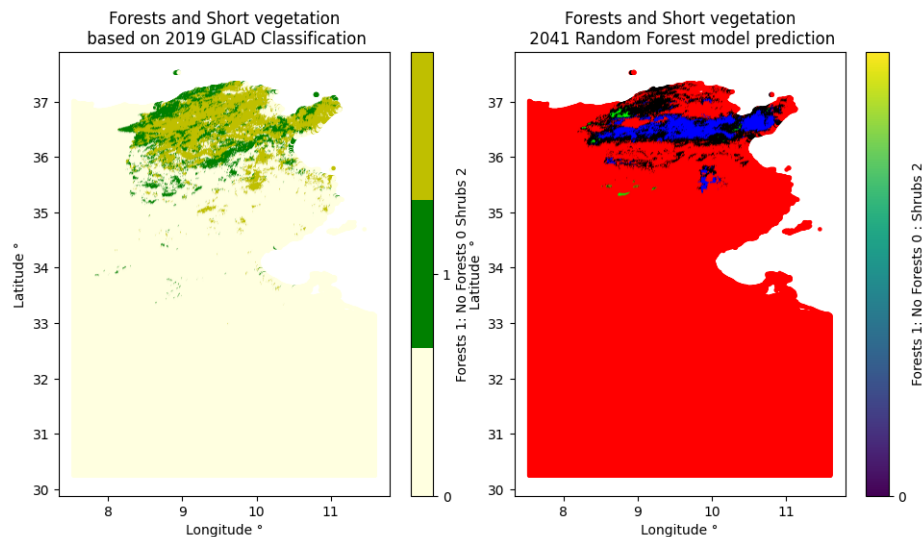 Forests and Short vegetation
based on 2019 GLAD Classification
37
36
35
34
33
32
31
30
Latitude °
8
9
10
11
Longitude °
1
0
Forests 1: No Forests 0 Shrubs 2
Forests and Short vegetation
2041 Random Forest model prediction
37
36
35
34
33
32
31
30
Latitude °
8
9
10
11
Longitude °
0
Forests 1: No Forests 0 : Shrubs 2